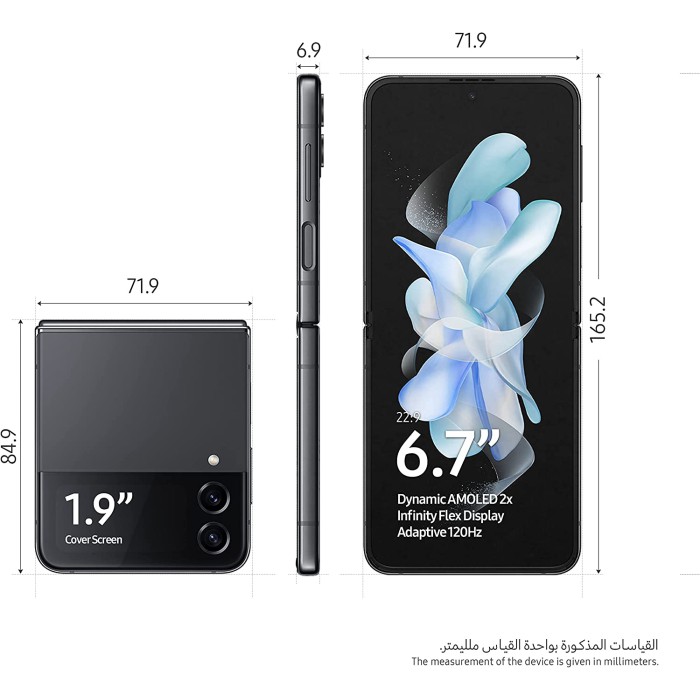 6.9
71.9
71.9
165.2
84.9
22:9
6.7”
Dynamic AMOLED 2x
Infinity Flex Display
Adaptive 120Hz
1.9”
Cover Screen
القياسات المذكورة بواحدة القياس ملليمتر.
The measurement of the device is given in millimeters.